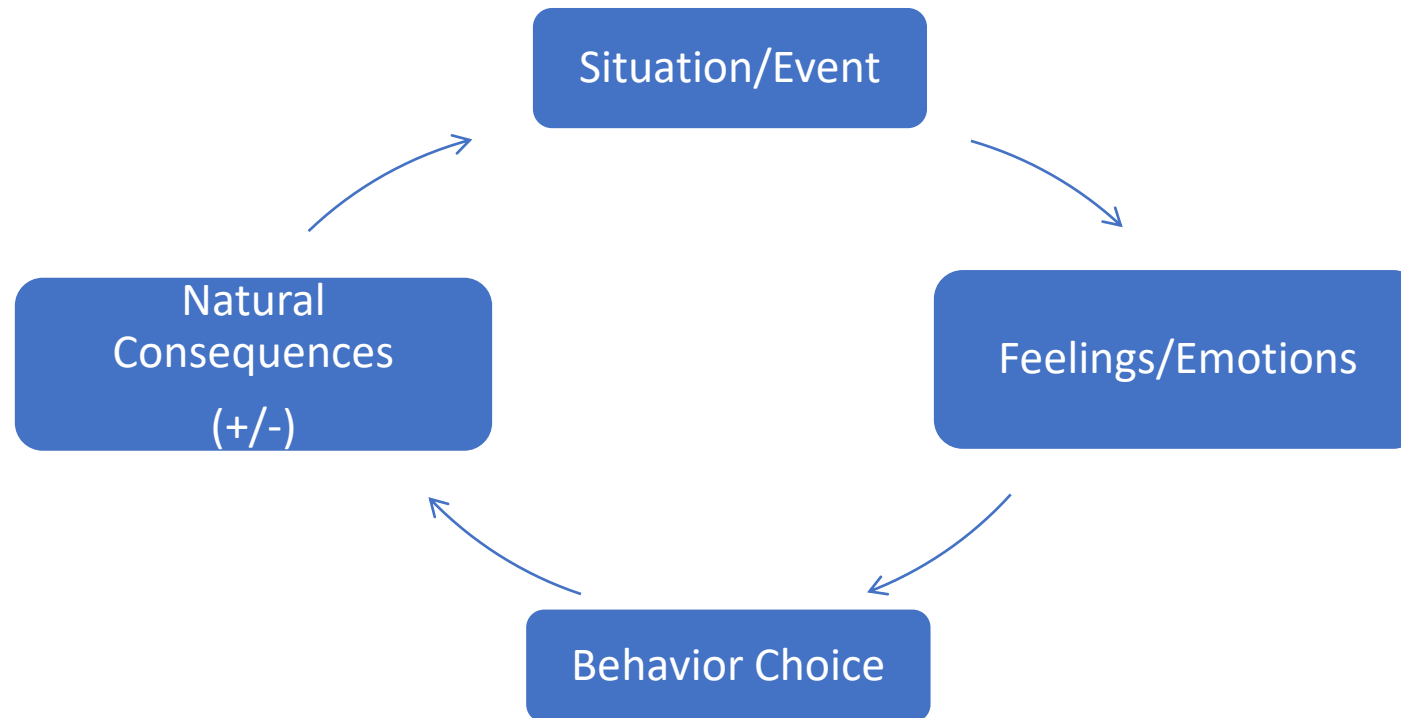 Situation/Event
Feelings/Emotions
Behavior Choice
Natural
Consequences
(+/-)